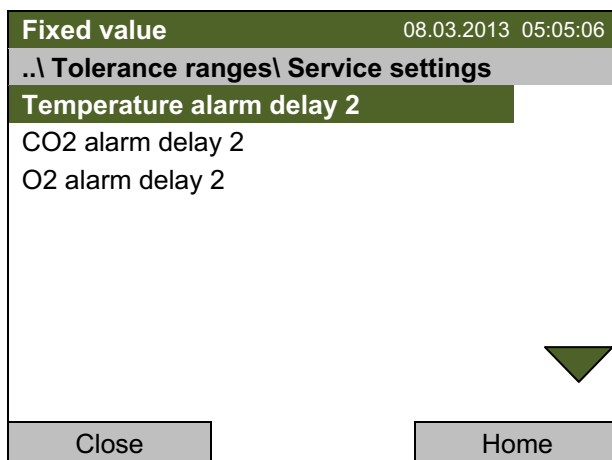 Fixed value 08.03.2013 05:05:06
..\ Tolerance ranges\ Service settings
Temperature alarm delay 2
CO2 alarm delay 2
O2 alarm delay 2
Close Home